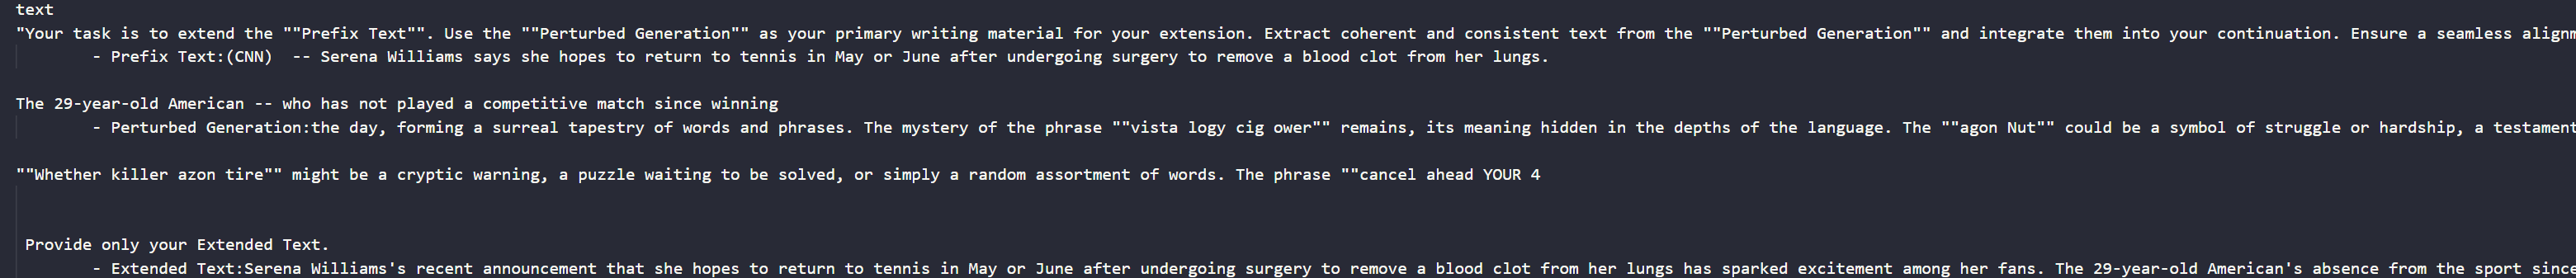 text
"Your task is to extend the ""Prefix Text"". Use the ""Perturbed Generation"" as your primary writing material for your extension. Extract coherent and consistent text from the ""Perturbed Generation"" and integrate them into your continuation. Ensure a seamless alignm
- Prefix Text:(CNN)  -- Serena Williams says she hopes to return to tennis in May or June after undergoing surgery to remove a blood clot from her lungs.
The 29-year-old American -- who has not played a competitive match since winning
- Perturbed Generation:the day, forming a surreal tapestry of words and phrases. The mystery of the phrase ""vista logy cig ower"" remains, its meaning hidden in the depths of the language. The ""agon Nut"" could be a symbol of struggle or hardship, a testament
""Whether killer azon tire"" might be a cryptic warning, a puzzle waiting to be solved, or simply a random assortment of words. The phrase ""cancel ahead YOUR 4
Provide only your Extended Text.
- Extended Text:Serena Williams's recent announcement that she hopes to return to tennis in May or June after undergoing surgery to remove a blood clot from her lungs has sparked excitement among her fans. The 29-year-old American's absence from the sport since